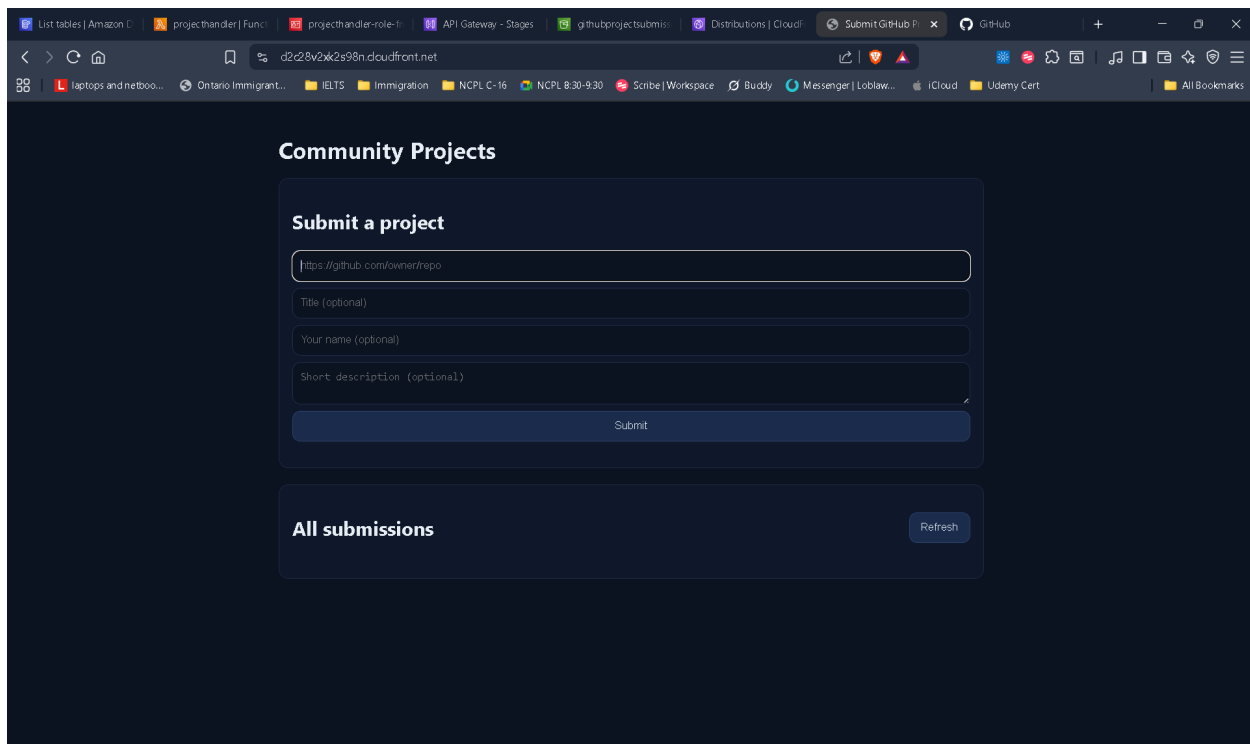 List tables | Amazon D
projecthandler | Funct
projecthandler-role-fr
API Gateway - Stages
githubprojectsubmiss
Distributions | CloudF
Submit GitHub Pr
GitHub
d2c28v2xk2s98n.cloudfront.net
laptops and netboo...
Ontario Immigrant...
IELTS
Immigration
NCPL C-16
NCPL 8:30-9:30
Scribe | Workspace
Buddy
Messenger | Loblaw...
iCloud
Udemy Cert
All Bookmarks
Community Projects
Submit a project
https://github.com/owner/repo
Title (optional)
Your name (optional)
Short description (optional)
Submit
All submissions
Refresh